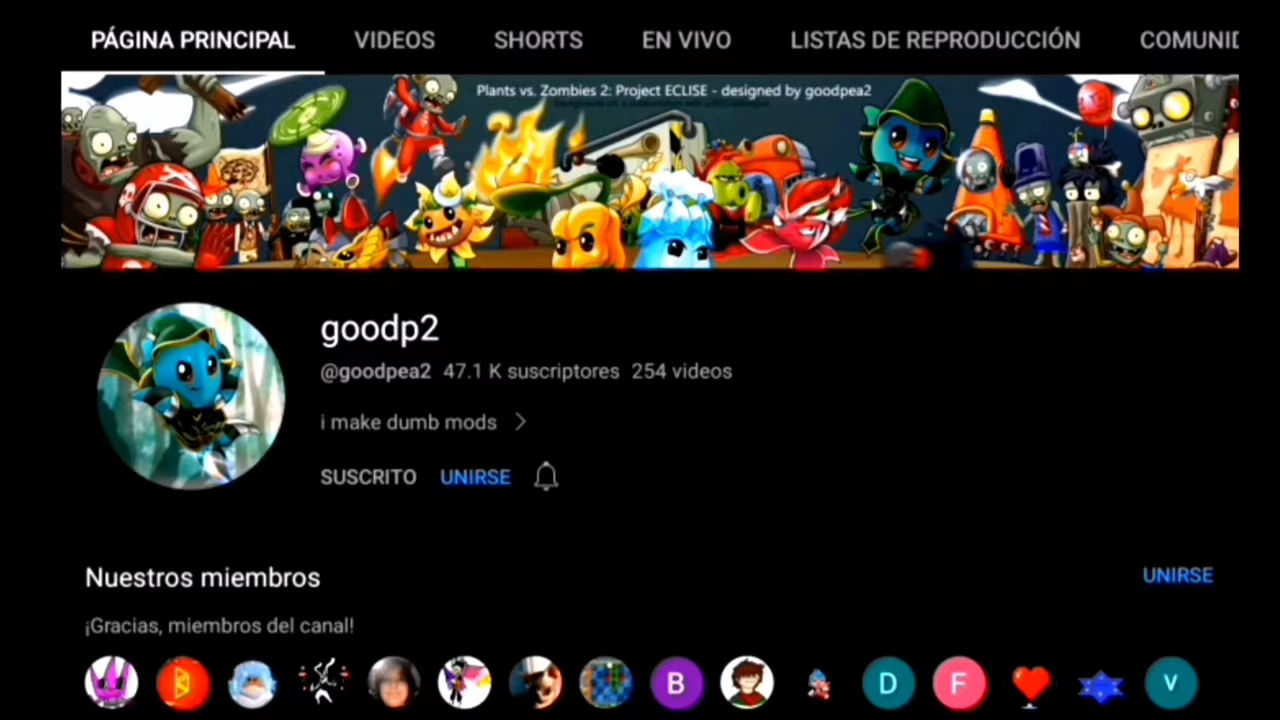 PÁGINA PRINCIPAL VIDEOS SHORTS EN VIVO LISTAS DE REPRODUCCIÓN COMUNID
Plants vs. Zombies 2: Project ECLISE - designed by goodpea2
goodp2
@goodpea2 47.1 K suscriptores 254 videos
i make dumb mods
SUSCRITO UNIRSE
Nuestros miembros UNIRSE
¡Gracias, miembros del canal!
B D F V